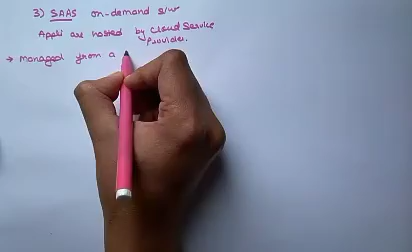 3) SAAS on-demand s/w
Appli are hosted by Cloud Service
Provider.
→ Managed from a